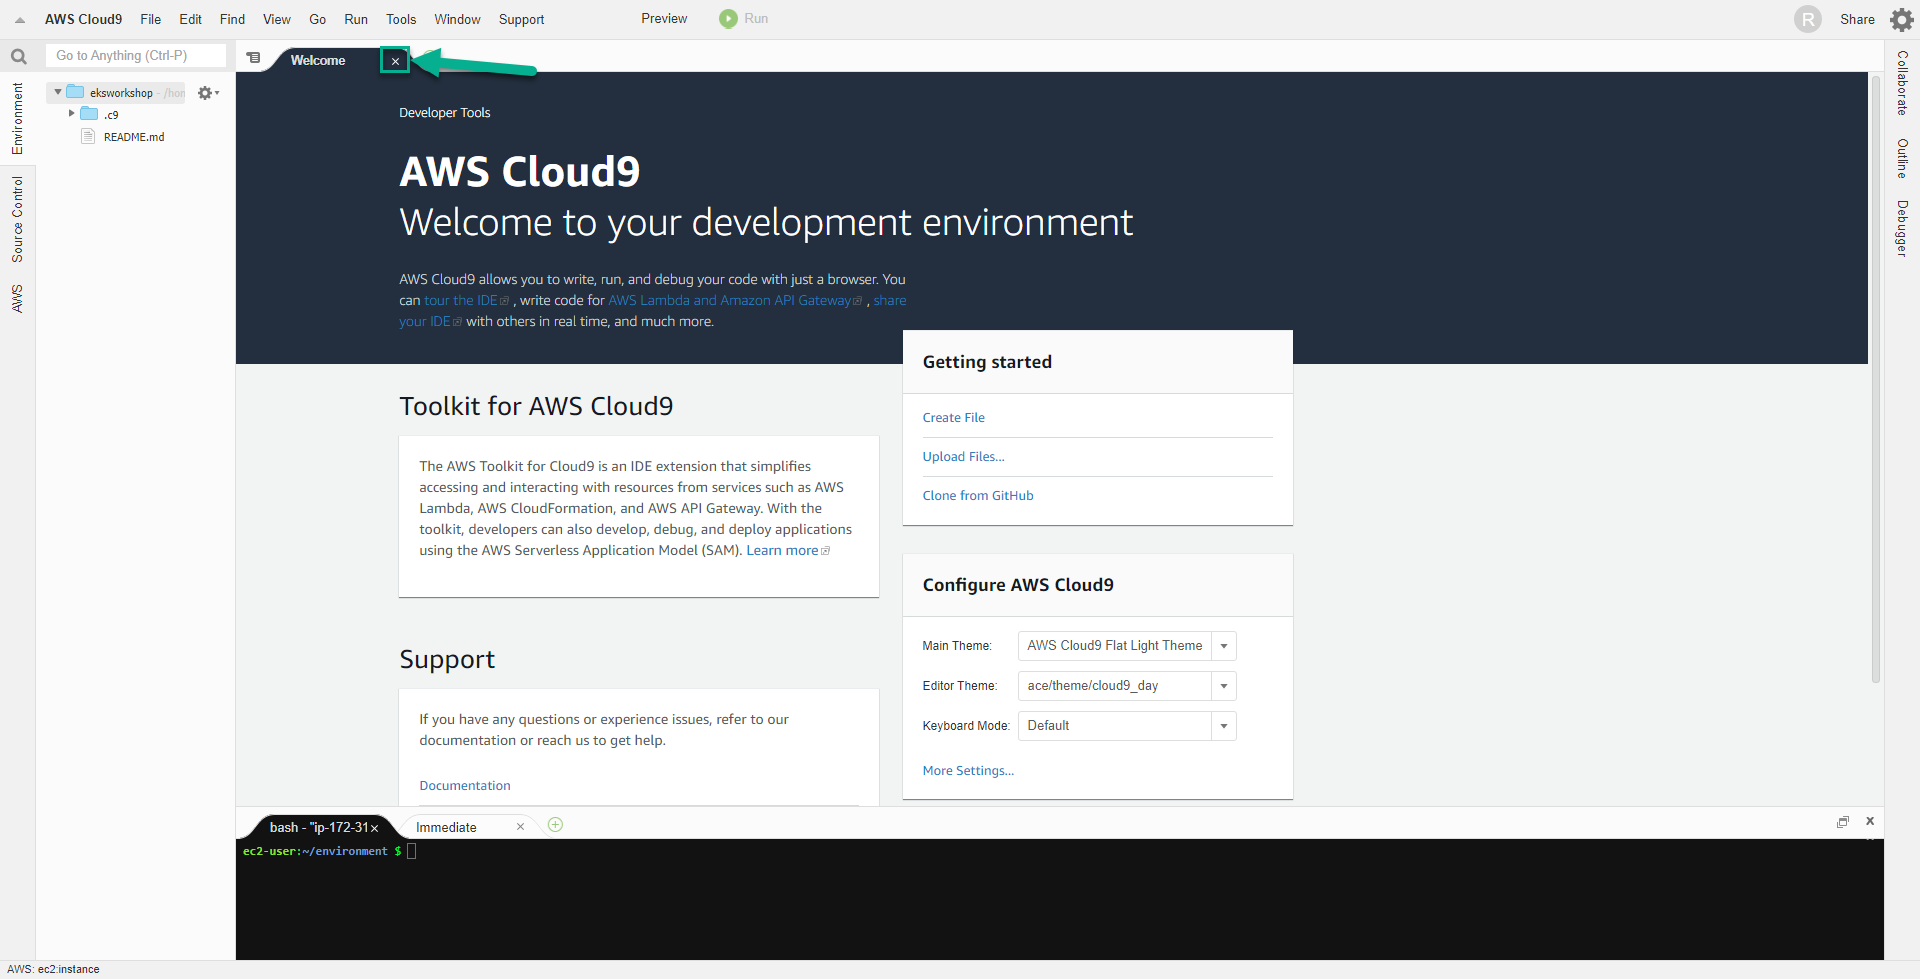 AWS Cloud9 File Edit Find View Go Run Tools Window Support Preview Run R Share
Go to Anything (Ctrl-P)
Welcome
Environment
Source Control
AWS
eksworkshop - /hom
.c9
README.md
Developer Tools
AWS Cloud9
Welcome to your development environment
AWS Cloud9 allows you to write, run, and debug your code with just a browser. You
can tour the IDE , write code for AWS Lambda and Amazon API Gateway , share
your IDE with others in real time, and much more.
Toolkit for AWS Cloud9
The AWS Toolkit for Cloud9 is an IDE extension that simplifies
accessing and interacting with resources from services such as AWS
Lambda, AWS CloudFormation, and AWS API Gateway. With the
toolkit, developers can also develop, debug, and deploy applications
using the AWS Serverless Application Model (SAM). Learn more
Support
If you have any questions or experience issues, refer to our
documentation or reach us to get help.
Documentation
Getting started
Create File
Upload Files...
Clone from GitHub
Configure AWS Cloud9
Main Theme: AWS Cloud9 Flat Light Theme
Editor Theme: ace/theme/cloud9_day
Keyboard Mode: Default
More Settings...
Collaborate
Outline
Debugger
bash - "ip-172-31 Immediate
ec2-user:~/environment $
AWS: ec2:instance